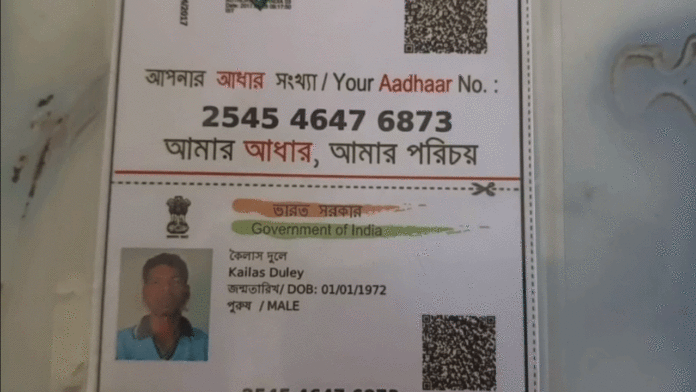 আপনার আধার সংখ্যা / Your Aadhaar No. :
2545 4647 6873
আমার আধার, আমার পরিচয়
ভারত সরকার
Government of India
কৈলাস দুলে
Kailas Duley
জন্মতারিখ/ DOB: 01/01/1972
পুরুষ / MALE